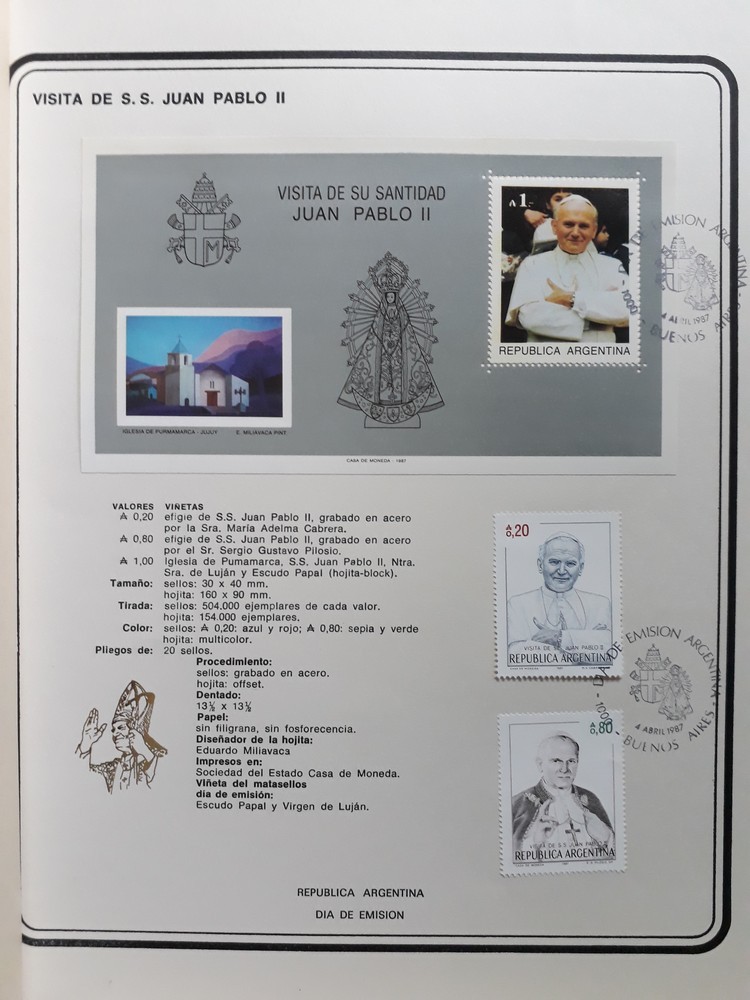 VISITA DE S. S. JUAN PABLO II
VISITA DE SU SANTIDAD
JUAN PABLO II
M
₳ 1.-
REPUBLICA ARGENTINA
IGLESIA DE PURMAMARCA - JUJUY E. MILIAVACA PINT.
CASA DE MONEDA - 1987
DIA DE EMISION ARGENTINA
4 ABRIL 1987
1000 - BUENOS AIRES
VALORES VIÑETAS
₳ 0,20 efigie de S.S. Juan Pablo II, grabado en acero
por la Sra. María Adelma Cabrera.
₳ 0,80 efigie de S.S. Juan Pablo II, grabado en acero
por el Sr. Sergio Gustavo Pilosio.
₳ 1,00 Iglesia de Pumamarca, S.S. Juan Pablo II, Ntra.
Sra. de Luján y Escudo Papal (hojita-block).
Tamaño: sellos: 30 x 40 mm.
hojita: 160 x 90 mm.
Tirada: sellos: 504.000 ejemplares de cada valor.
hojita: 154.000 ejemplares.
Color: sellos: ₳ 0,20: azul y rojo; ₳ 0,80: sepia y verde
hojita: multicolor.
Pliegos de: 20 sellos.
Procedimiento:
sellos: grabado en acero.
hojita: offset.
Dentado:
13½ x 13½
Papel:
sin filigrana, sin fosforecencia.
Diseñador de la hojita:
Eduardo Miliavaca
Impresos en:
Sociedad del Estado Casa de Moneda.
Viñeta del matasellos
día de emisión:
Escudo Papal y Virgen de Luján.
₳ 0,20
VISITA DE S.S. JUAN PABLO II
REPUBLICA ARGENTINA
DIA DE EMISION ARGENTINA
4 ABRIL 1987
1000 - BUENOS AIRES
₳ 0,80
VISITA DE S.S. JUAN PABLO II
REPUBLICA ARGENTINA
REPUBLICA ARGENTINA
DIA DE EMISION